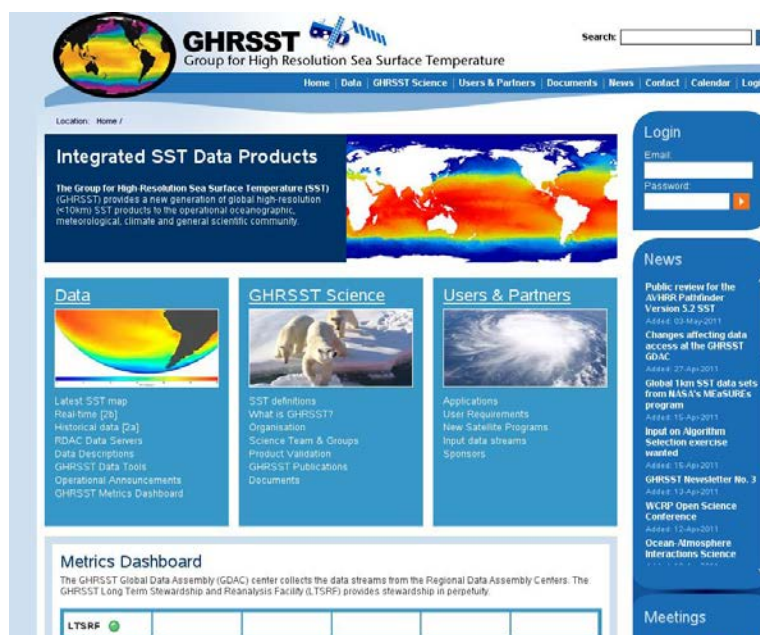 GHRSST
Group for High Resolution Sea Surface Temperature
Search:
Home | Data | GHRSST Science | Users & Partners | Documents | News | Contact | Calendar | Logi
Location: Home /
Integrated SST Data Products
The Group for High-Resolution Sea Surface Temperature (SST)
(GHRSST) provides a new generation of global high-resolution
(<10km) SST products to the operational oceanographic,
meteorological, climate and general scientific community.
Login
Email:
Password:
Data
Latest SST map
Real-time [2b]
Historical data [2a]
RDAC Data Servers
Data Descriptions
GHRSST Data Tools
Operational Announcements
GHRSST Metrics Dashboard
GHRSST Science
SST definitions
What is GHRSST?
Organisation
Science Team & Groups
Product Validation
GHRSST Publications
Documents
Users & Partners
Applications
User Requirements
New Satellite Programs
Input data streams
Sponsors
News
Public review for the
AVHRR Pathfinder
Version 5.2 SST
Added: 03-May-2011
Changes affecting data
access at the GHRSST
GDAC
Added: 27-Apr-2011
Global 1km SST data sets
from NASA's MEaSUREs
program
Added: 15-Apr-2011
Input on Algorithm
Selection exercise
wanted
Added: 15-Apr-2011
GHRSST Newsletter No. 3
Added: 13-Apr-2011
WCRP Open Science
Conference
Added: 12-Apr-2011
Ocean-Atmosphere
Interactions Science
Meetings
Metrics Dashboard
The GHRSST Global Data Assembly (GDAC) center collects the data streams from the Regional Data Assembly Centers. The
GHRSST Long Term Stewardship and Reanalysis Facility (LTSRF) provides stewardship in perpetuity.
LTSRF